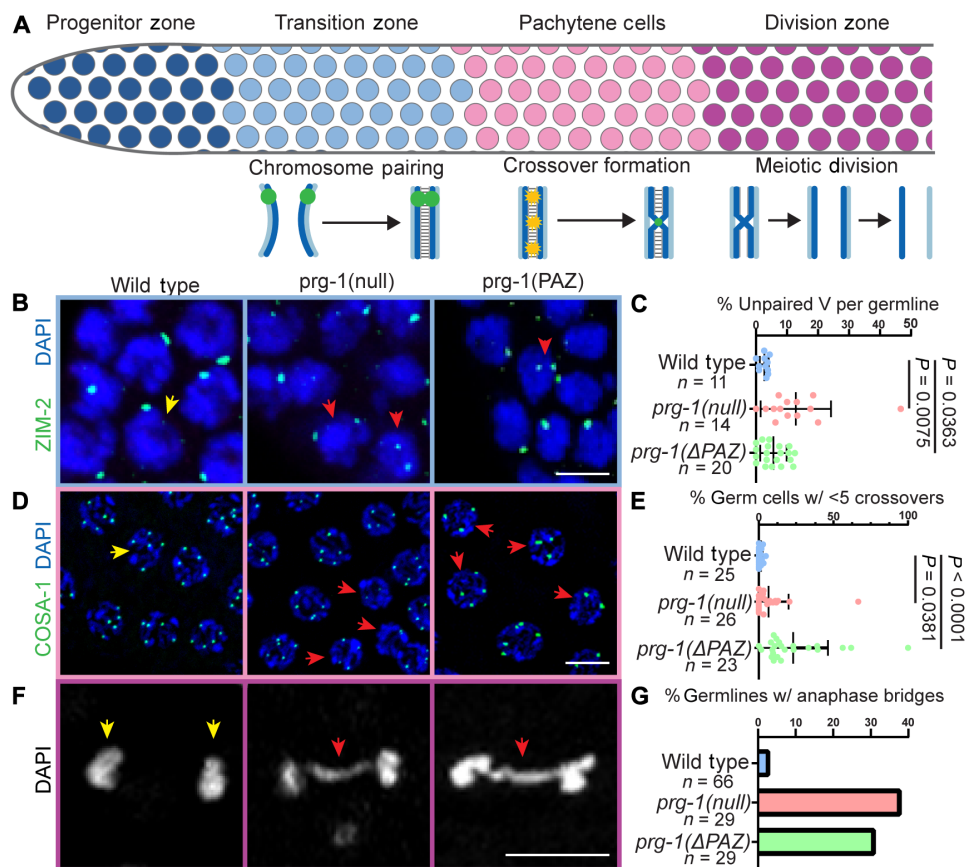 A
Progenitor zone Transition zone Pachytene cells Division zone
Chromosome pairing Crossover formation Meiotic division
Wild type prg-1(null) prg-1(PAZ)
B
ZIM-2 DAPI
C
% Unpaired V per germline
0 10 20 30 40 50
Wild type
n = 11
prg-1(null)
n = 14
prg-1(ΔPAZ)
n = 20
P = 0.0363
P = 0.0075
D
COSA-1 DAPI
E
% Germ cells w/ <5 crossovers
0 50 100
Wild type
n = 25
prg-1(null)
n = 26
prg-1(ΔPAZ)
n = 23
P < 0.0001
P = 0.0381
F
DAPI
G
% Germlines w/ anaphase bridges
0 10 20 30 40
Wild type
n = 66
prg-1(null)
n = 29
prg-1(ΔPAZ)
n = 29